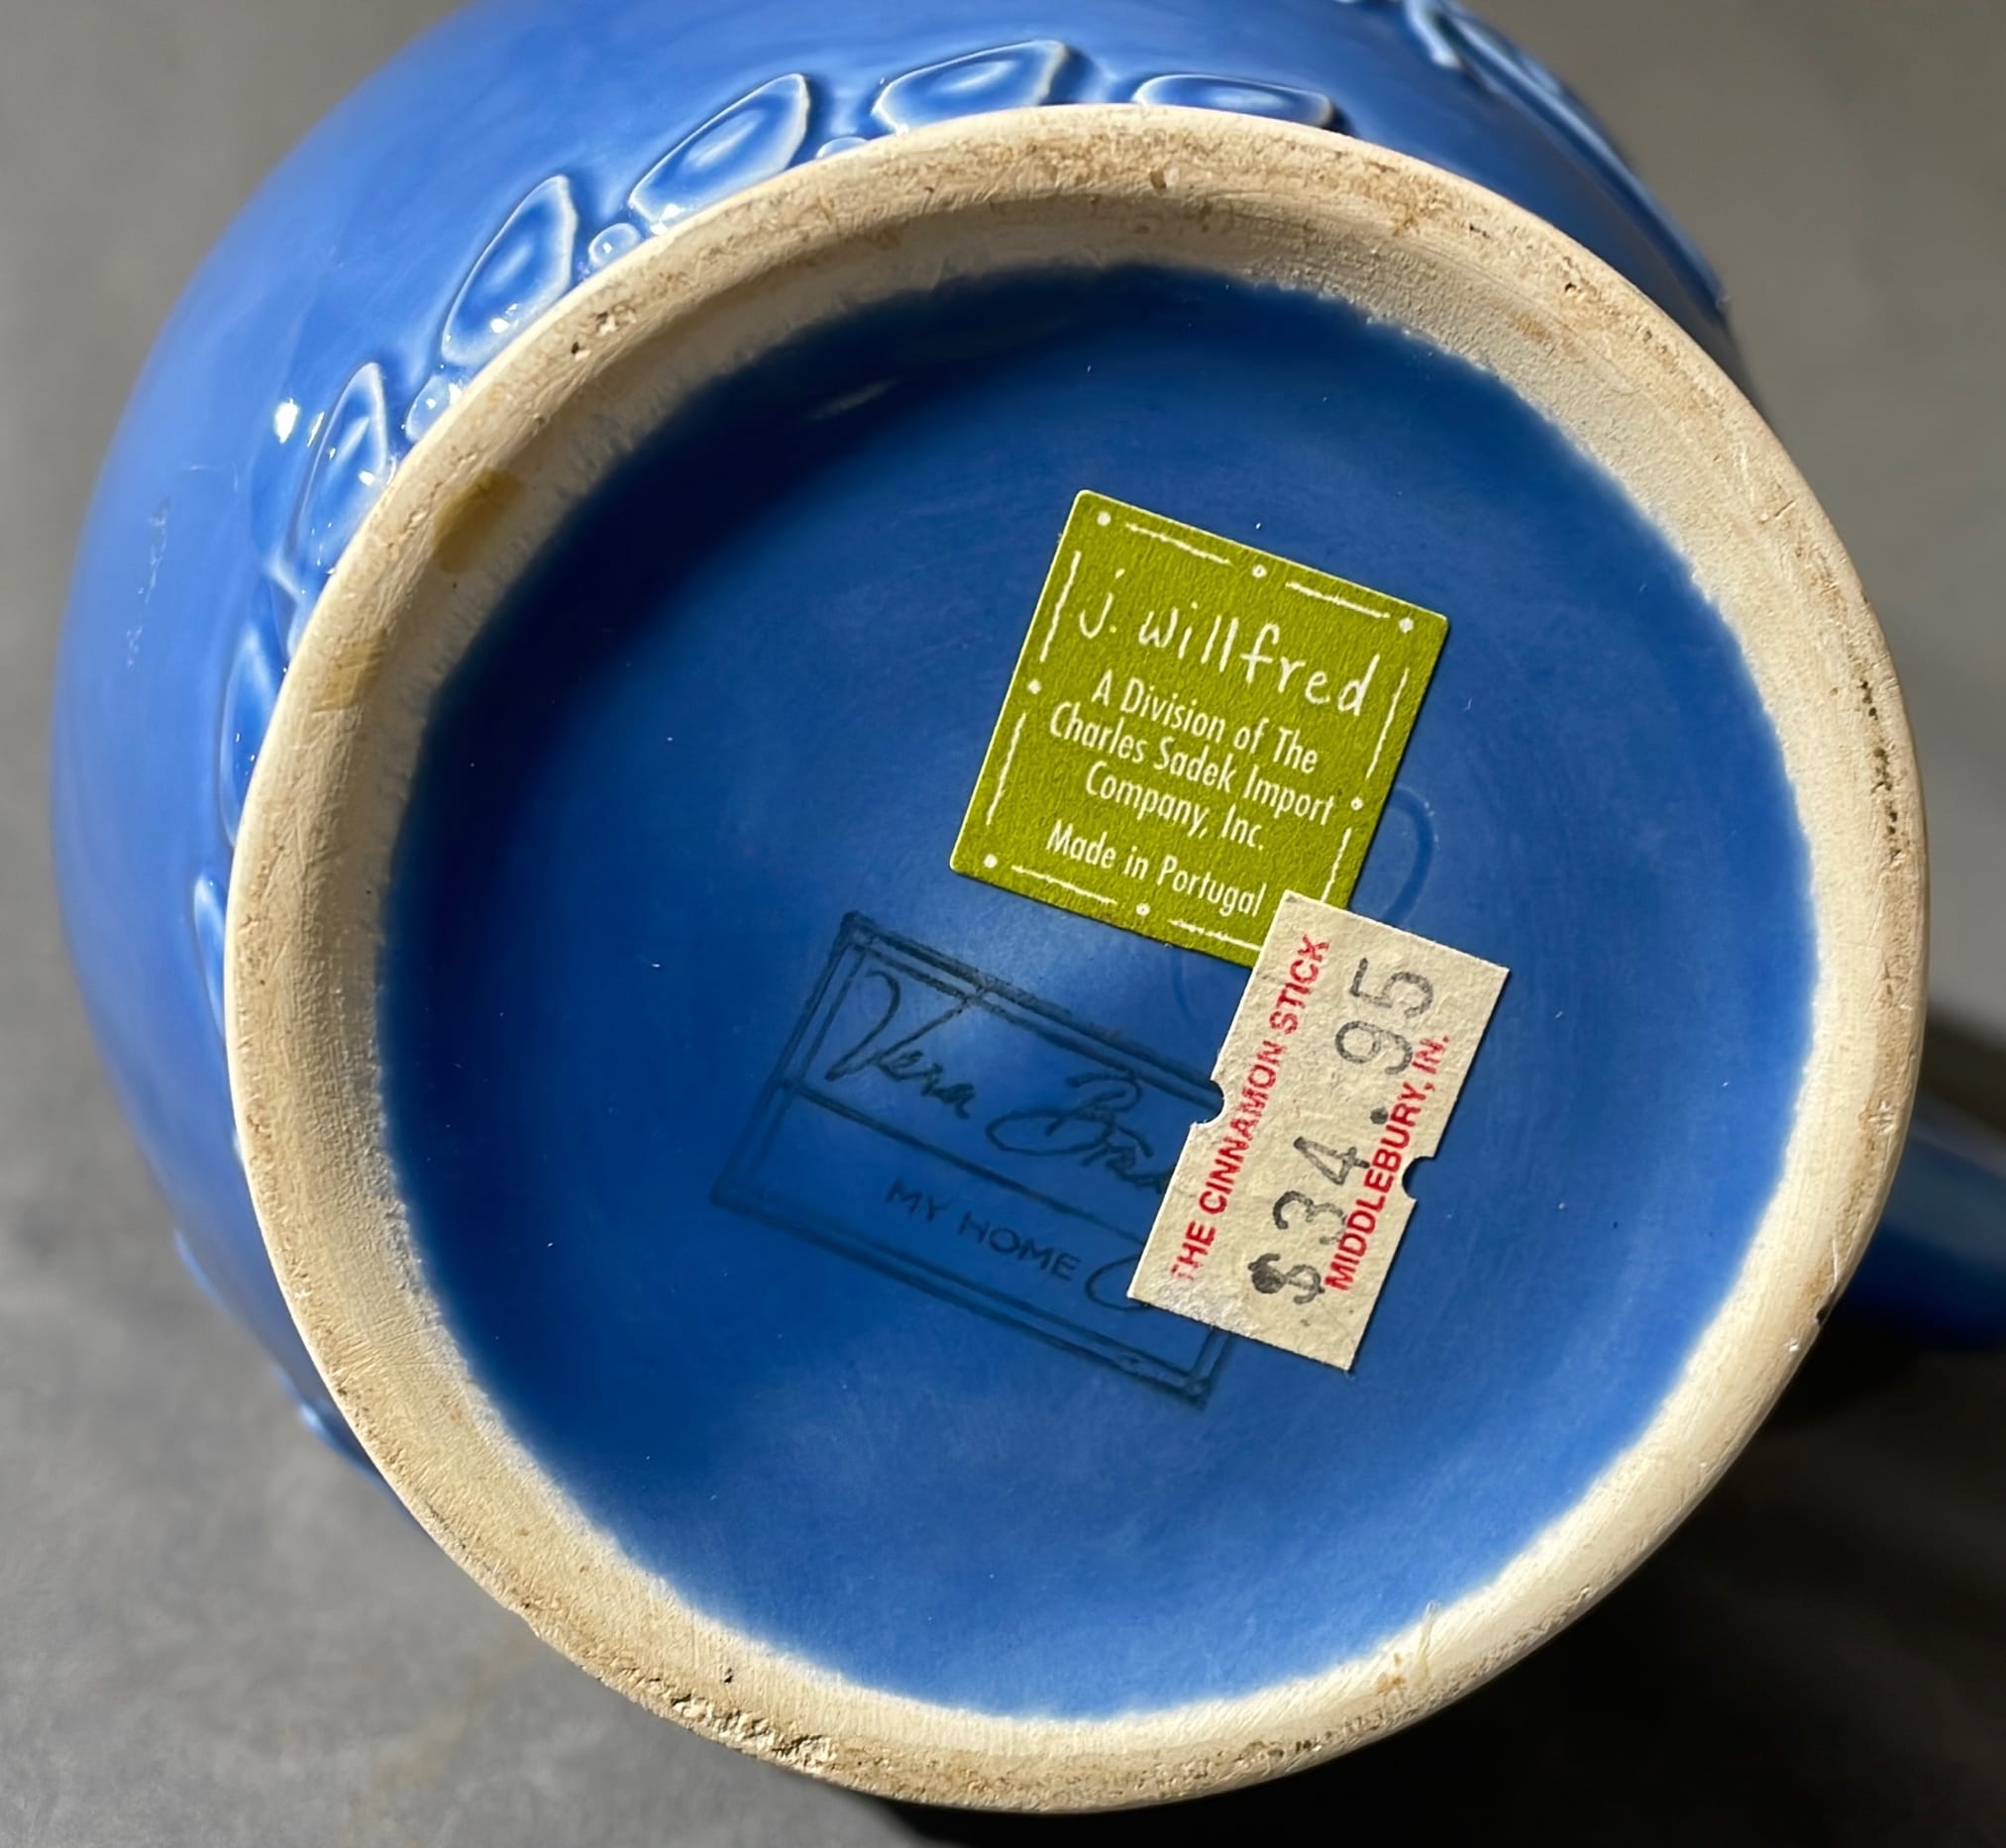 j. willfred
A Division of The
Charles Sadek Import
Company, Inc.
Made in Portugal
Vera
MY HOME
THE CINNAMON STICK
$34.95
MIDDLEBURY, IN.